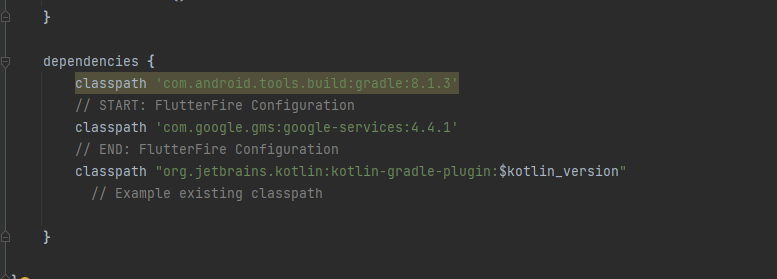 }
dependencies {
classpath 'com.android.tools.build:gradle:8.1.3'
// START: FlutterFire Configuration
classpath 'com.google.gms:google-services:4.4.1'
// END: FlutterFire Configuration
classpath "org.jetbrains.kotlin:kotlin-gradle-plugin:$kotlin_version"
// Example existing classpath
}